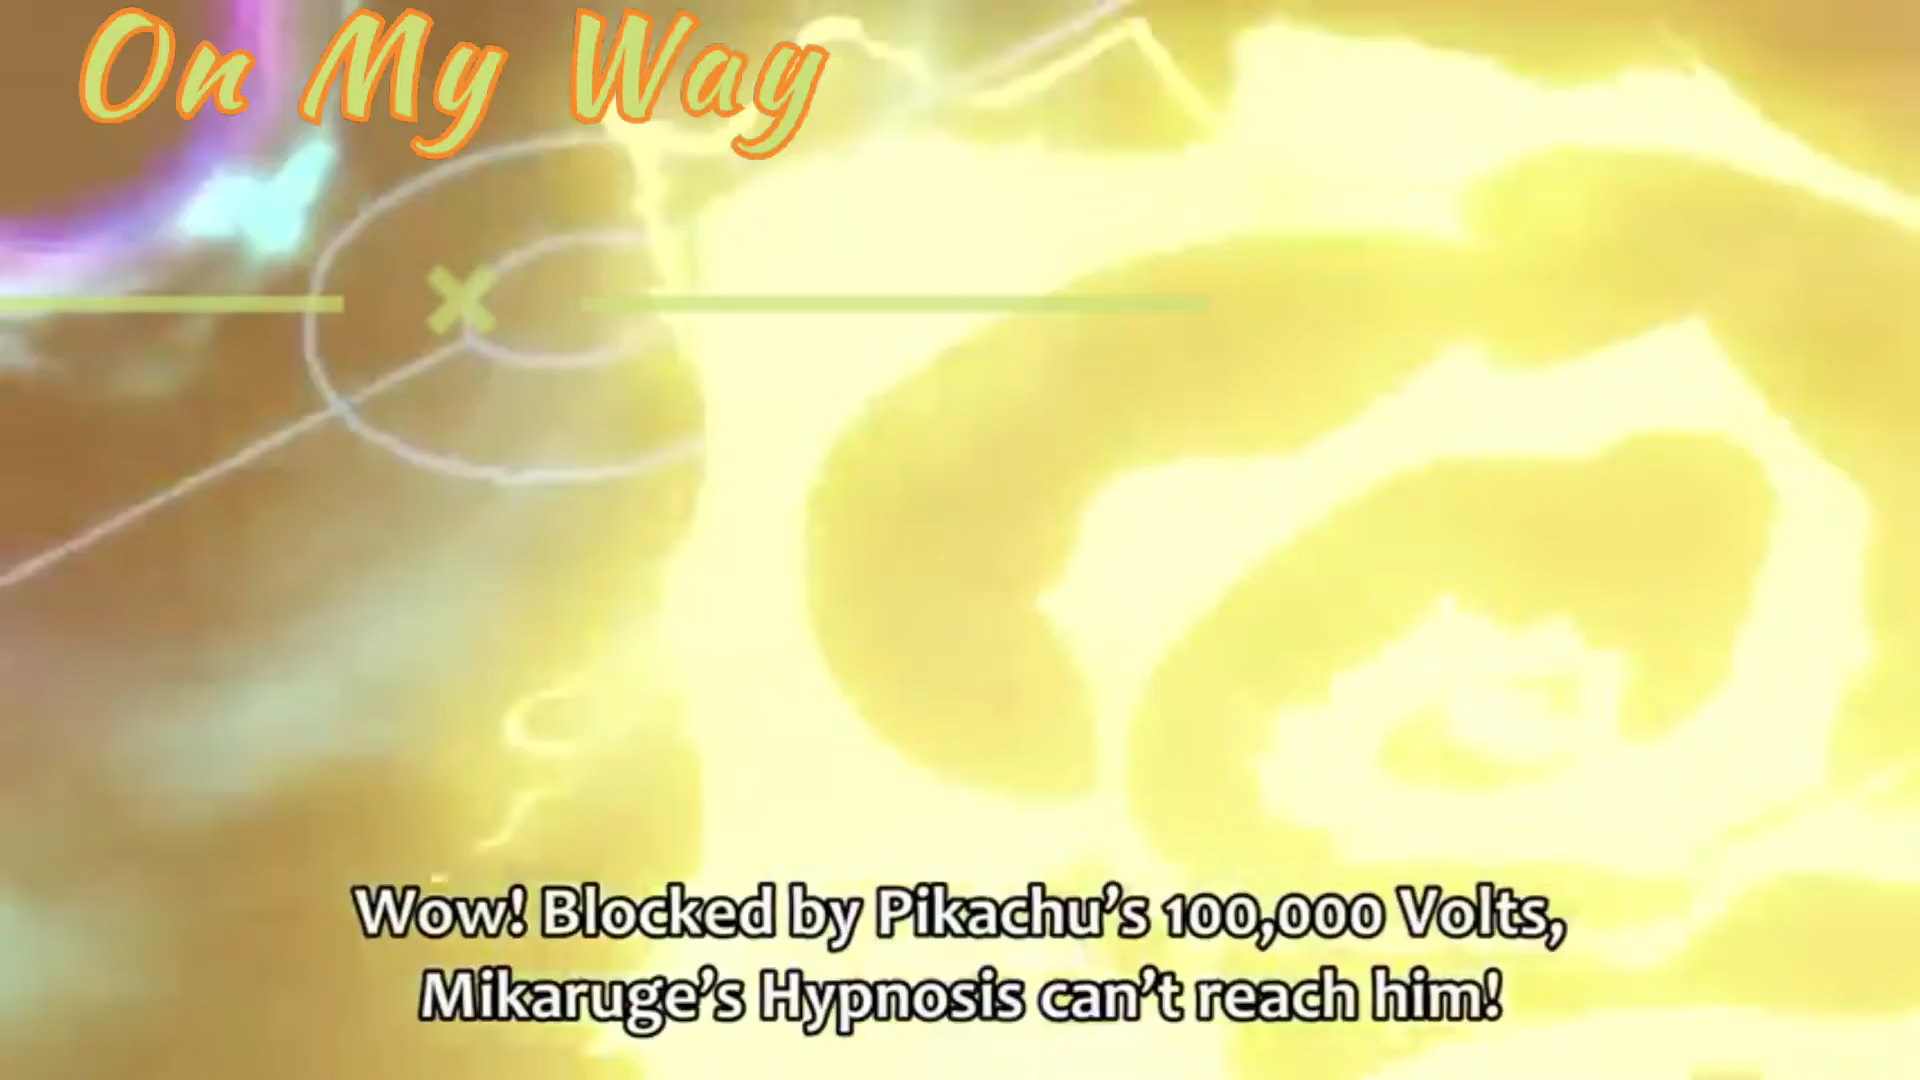 On My Way
Wow! Blocked by Pikachu's 100,000 Volts,
Mikaruge's Hypnosis can't reach him!